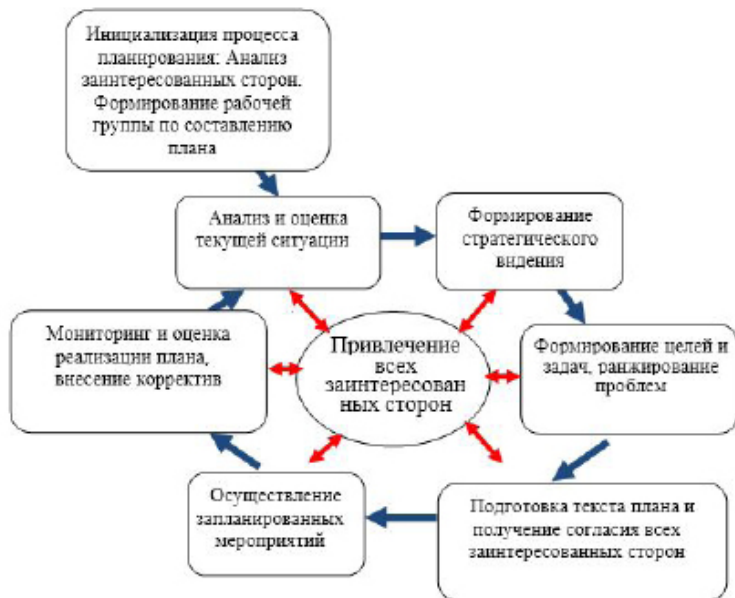 Инициализация процесса
планирования: Анализ
заинтересованных сторон.
Формирование рабочей
группы по составлению
плана
Анализ и оценка
текущей ситуации
Формирование
стратегического
видения
Мониторинг и оценка
реализации плана,
внесение корректив
Привлечение
всех
заинтересован
ных сторон
Формирование целей и
задач, ранжирование
проблем
Осуществление
запланированных
мероприятий
Подготовка текста плана и
получение согласия всех
заинтересованных сторон